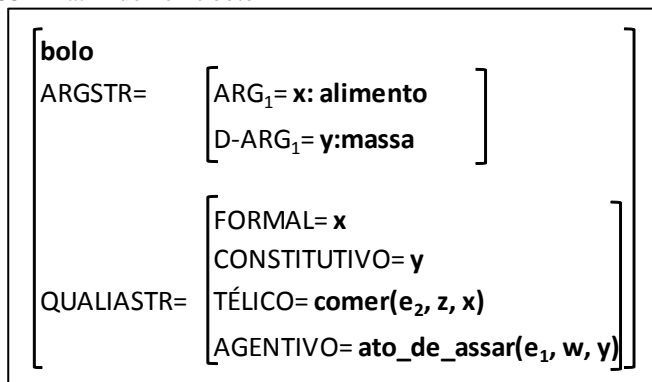 bolo
ARGSTR= ARG₁= x: alimento
D-ARG₁= y:massa
FORMAL= x
CONSTITUTIVO= y
QUALIASTR= TÉLICO= comer(e₂, z, x)
AGENTIVO= ato_de_assar(e₁, w, y)